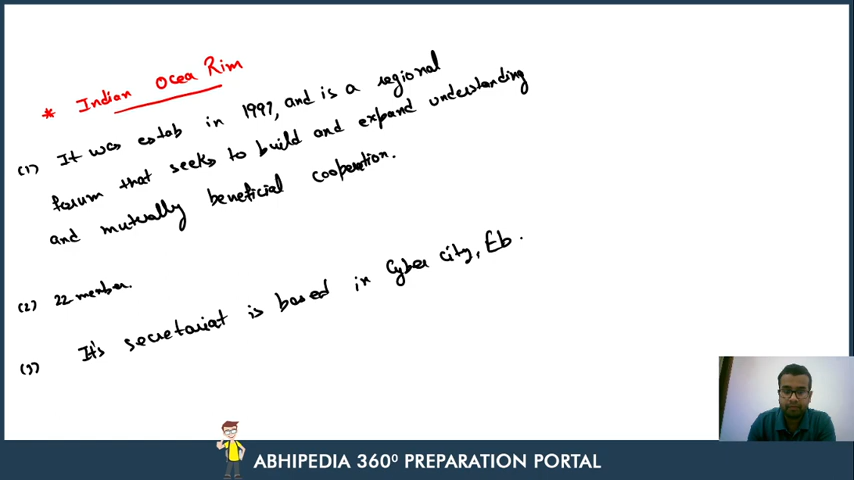 * Indian Ocea Rim
(1) It was estab in 1997, and is a regional
forum that seeks to build and expand understanding
and mutually beneficial cooperation.
(2) 22 member.
(3) It's secretariat is based in Cyber city, Eb.
ABHIPEDIA 360° PREPARATION PORTAL